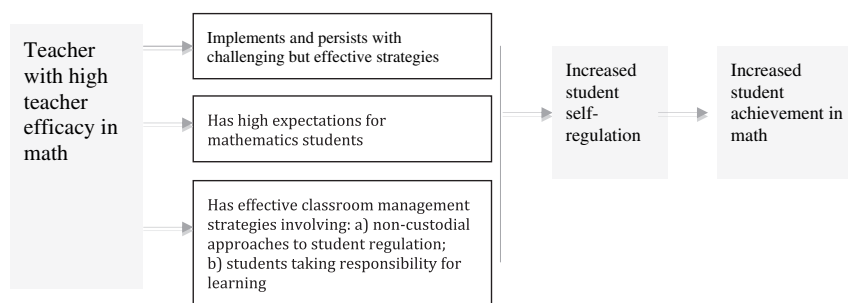 Teacher
with high
teacher
efficacy in
math
Implements and persists with
challenging but effective strategies
Has high expectations for
mathematics students
Has effective classroom management
strategies involving: a) non-custodial
approaches to student regulation;
b) students taking responsibility for
learning
Increased
student
self-
regulation
Increased
student
achievement in
math